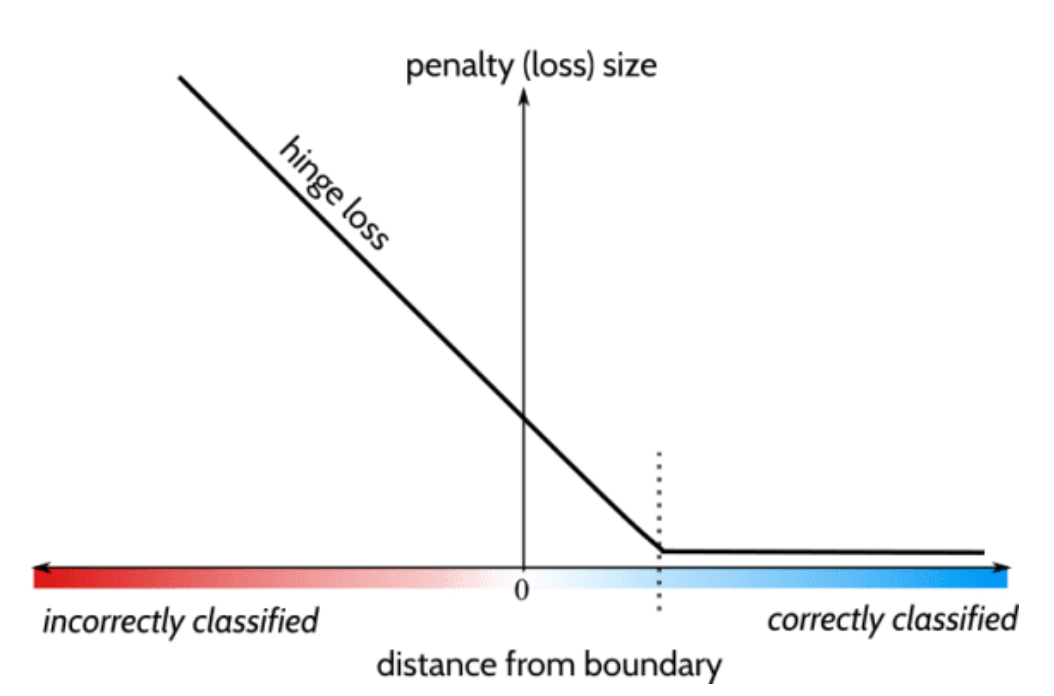 penalty (loss) size
hinge loss
0
incorrectly classified
correctly classified
distance from boundary